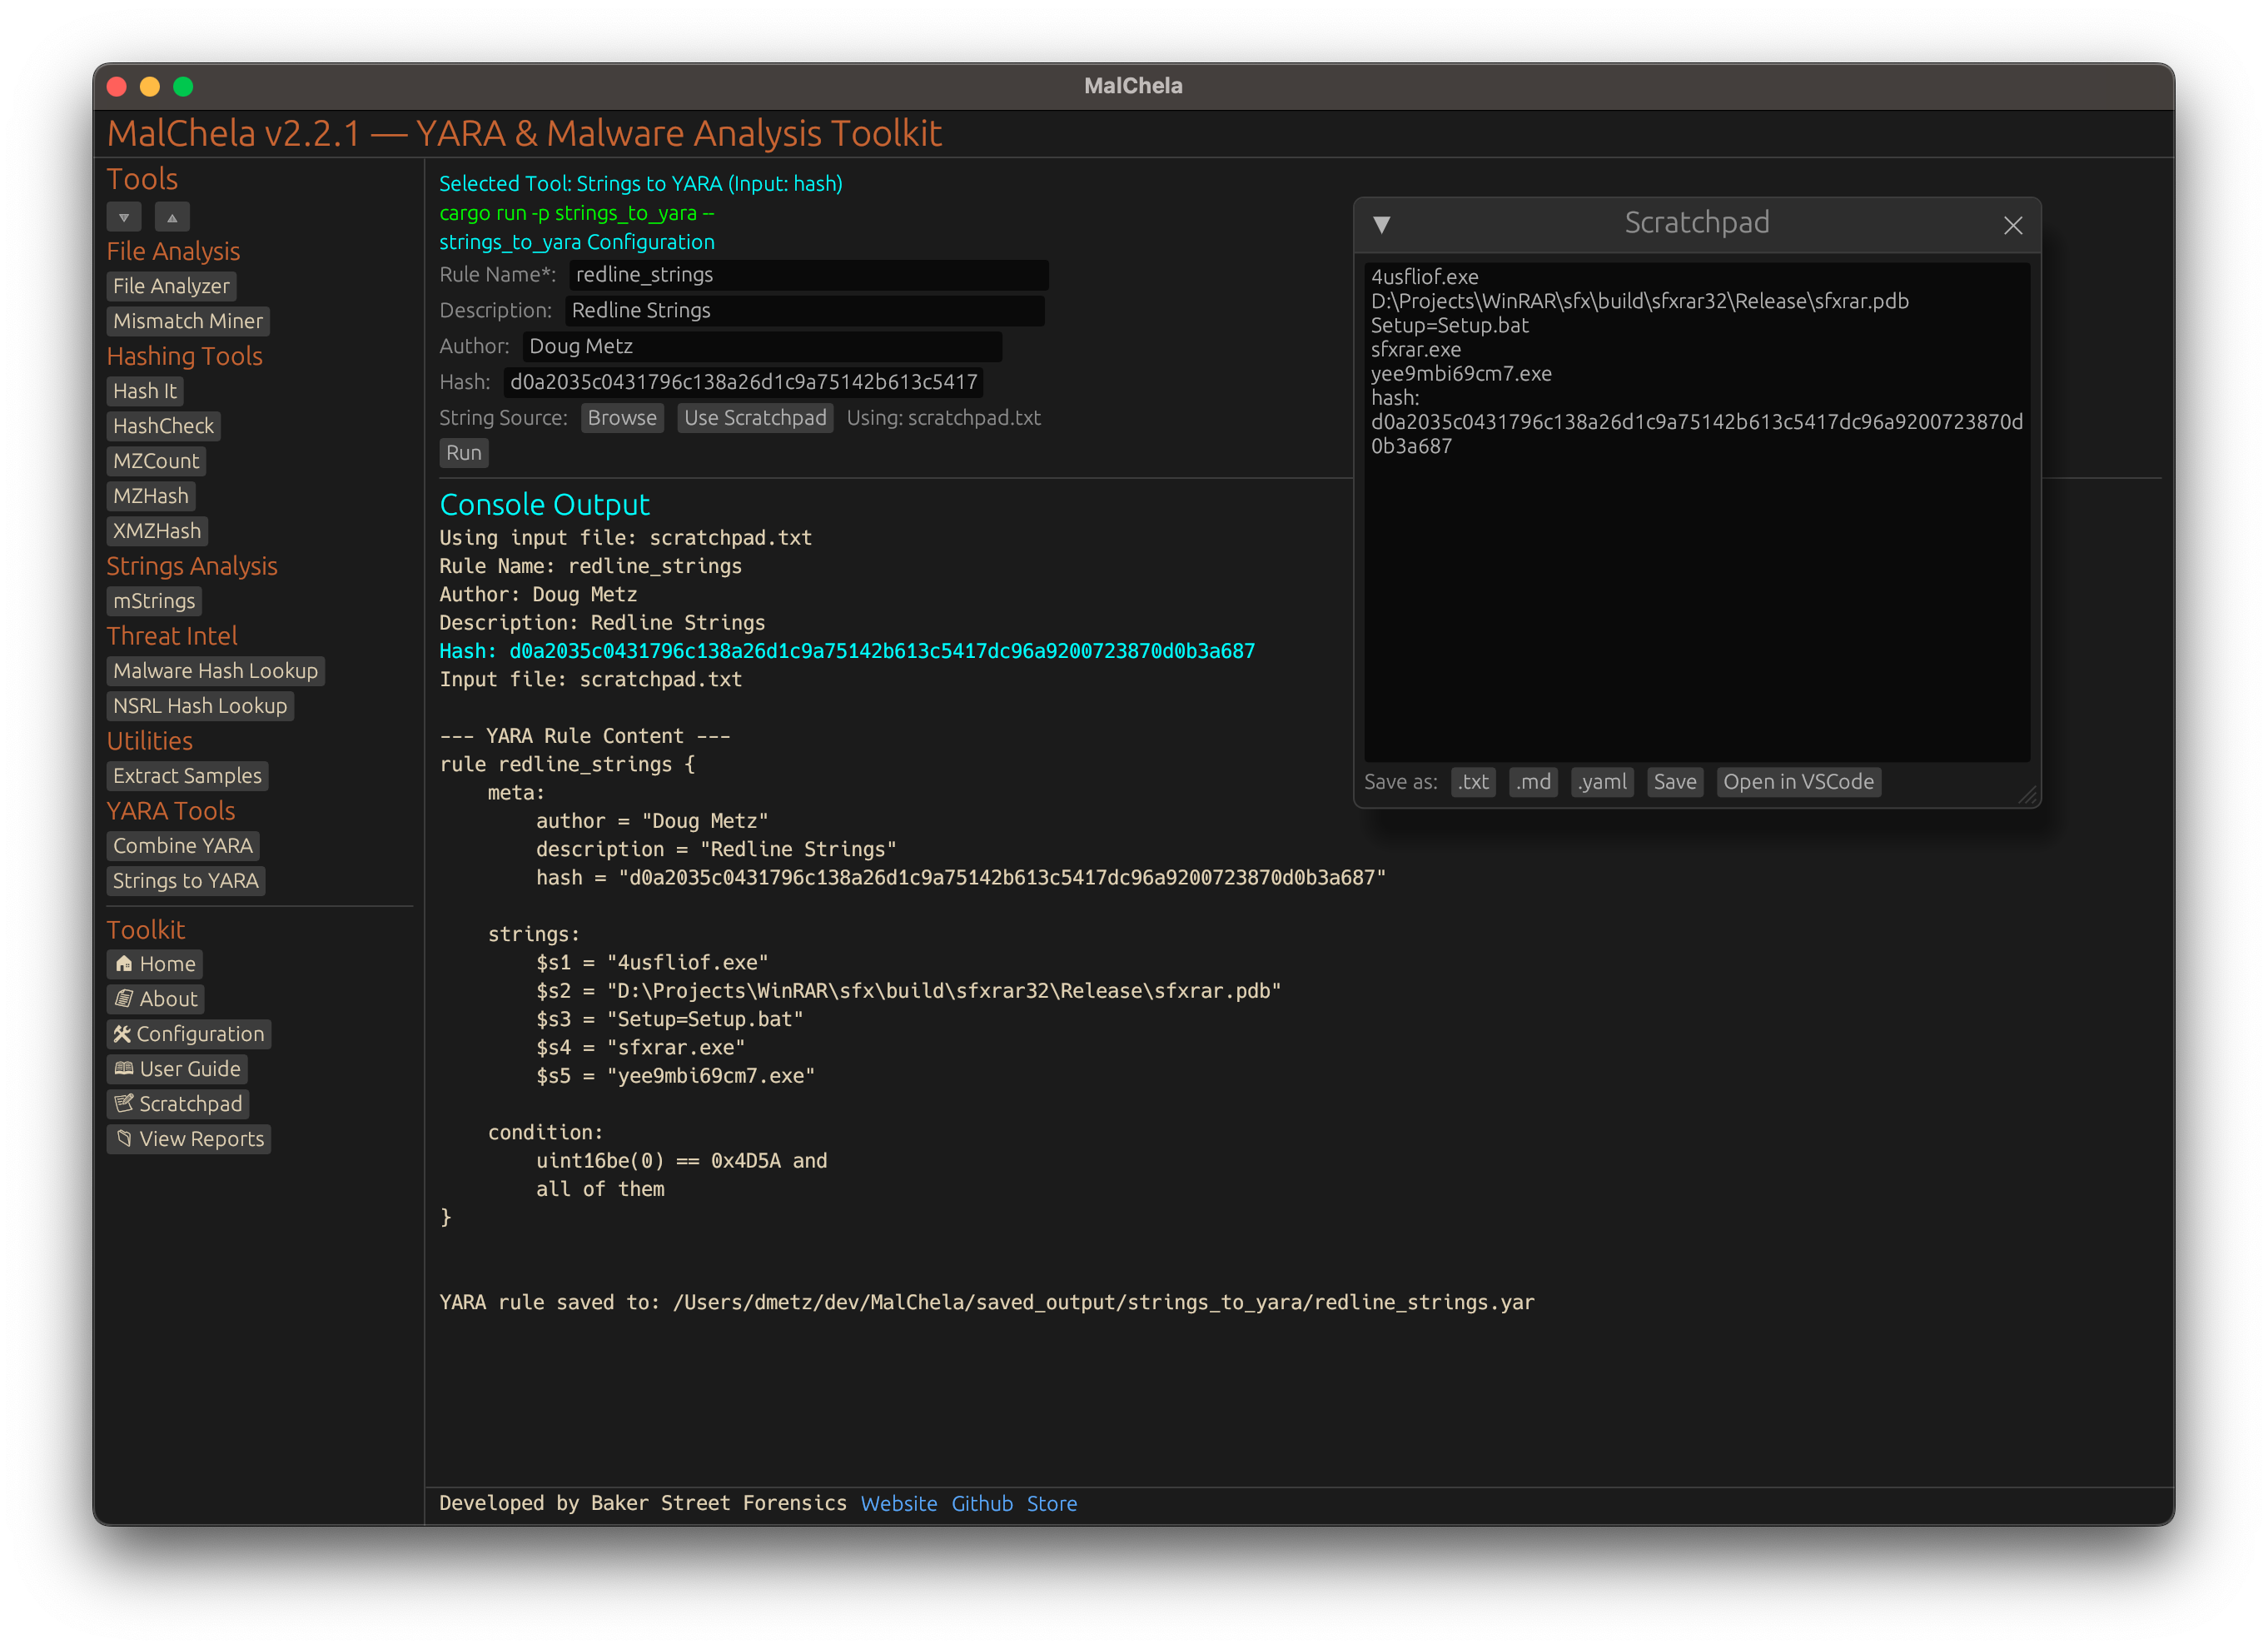 MalChela
MalChela v2.2.1 — YARA & Malware Analysis Toolkit
Tools
File Analysis
File Analyzer
Mismatch Miner
Hashing Tools
Hash It
HashCheck
MZCount
MZHash
XMZHash
Strings Analysis
mStrings
Threat Intel
Malware Hash Lookup
NSRL Hash Lookup
Utilities
Extract Samples
YARA Tools
Combine YARA
Strings to YARA
Toolkit
Home
About
Configuration
User Guide
Scratchpad
View Reports
Selected Tool: Strings to YARA (Input: hash)
cargo run -p strings_to_yara --
strings_to_yara Configuration
Rule Name*: redline_strings
Description: Redline Strings
Author: Doug Metz
Hash: d0a2035c0431796c138a26d1c9a75142b613c5417
String Source: Browse Use Scratchpad Using: scratchpad.txt
Run
Console Output
Using input file: scratchpad.txt
Rule Name: redline_strings
Author: Doug Metz
Description: Redline Strings
Hash: d0a2035c0431796c138a26d1c9a75142b613c5417dc96a9200723870d0b3a687
Input file: scratchpad.txt
--- YARA Rule Content ---
rule redline_strings {
meta:
author = "Doug Metz"
description = "Redline Strings"
hash = "d0a2035c0431796c138a26d1c9a75142b613c5417dc96a9200723870d0b3a687"
strings:
$s1 = "4usfliof.exe"
$s2 = "D:\Projects\WinRAR\sfx\build\sfxrar32\Release\sfxrar.pdb"
$s3 = "Setup=Setup.bat"
$s4 = "sfxrar.exe"
$s5 = "yee9mbi69cm7.exe"
condition:
uint16be(0) == 0x4D5A and
all of them
}
YARA rule saved to: /Users/dmetz/dev/MalChela/saved_output/strings_to_yara/redline_strings.yar
Scratchpad
4usfliof.exe
D:\Projects\WinRAR\sfx\build\sfxrar32\Release\sfxrar.pdb
Setup=Setup.bat
sfxrar.exe
yee9mbi69cm7.exe
hash:
d0a2035c0431796c138a26d1c9a75142b613c5417dc96a9200723870d
0b3a687
Save as: .txt .md .yaml Save Open in VSCode
Developed by Baker Street Forensics Website Github Store